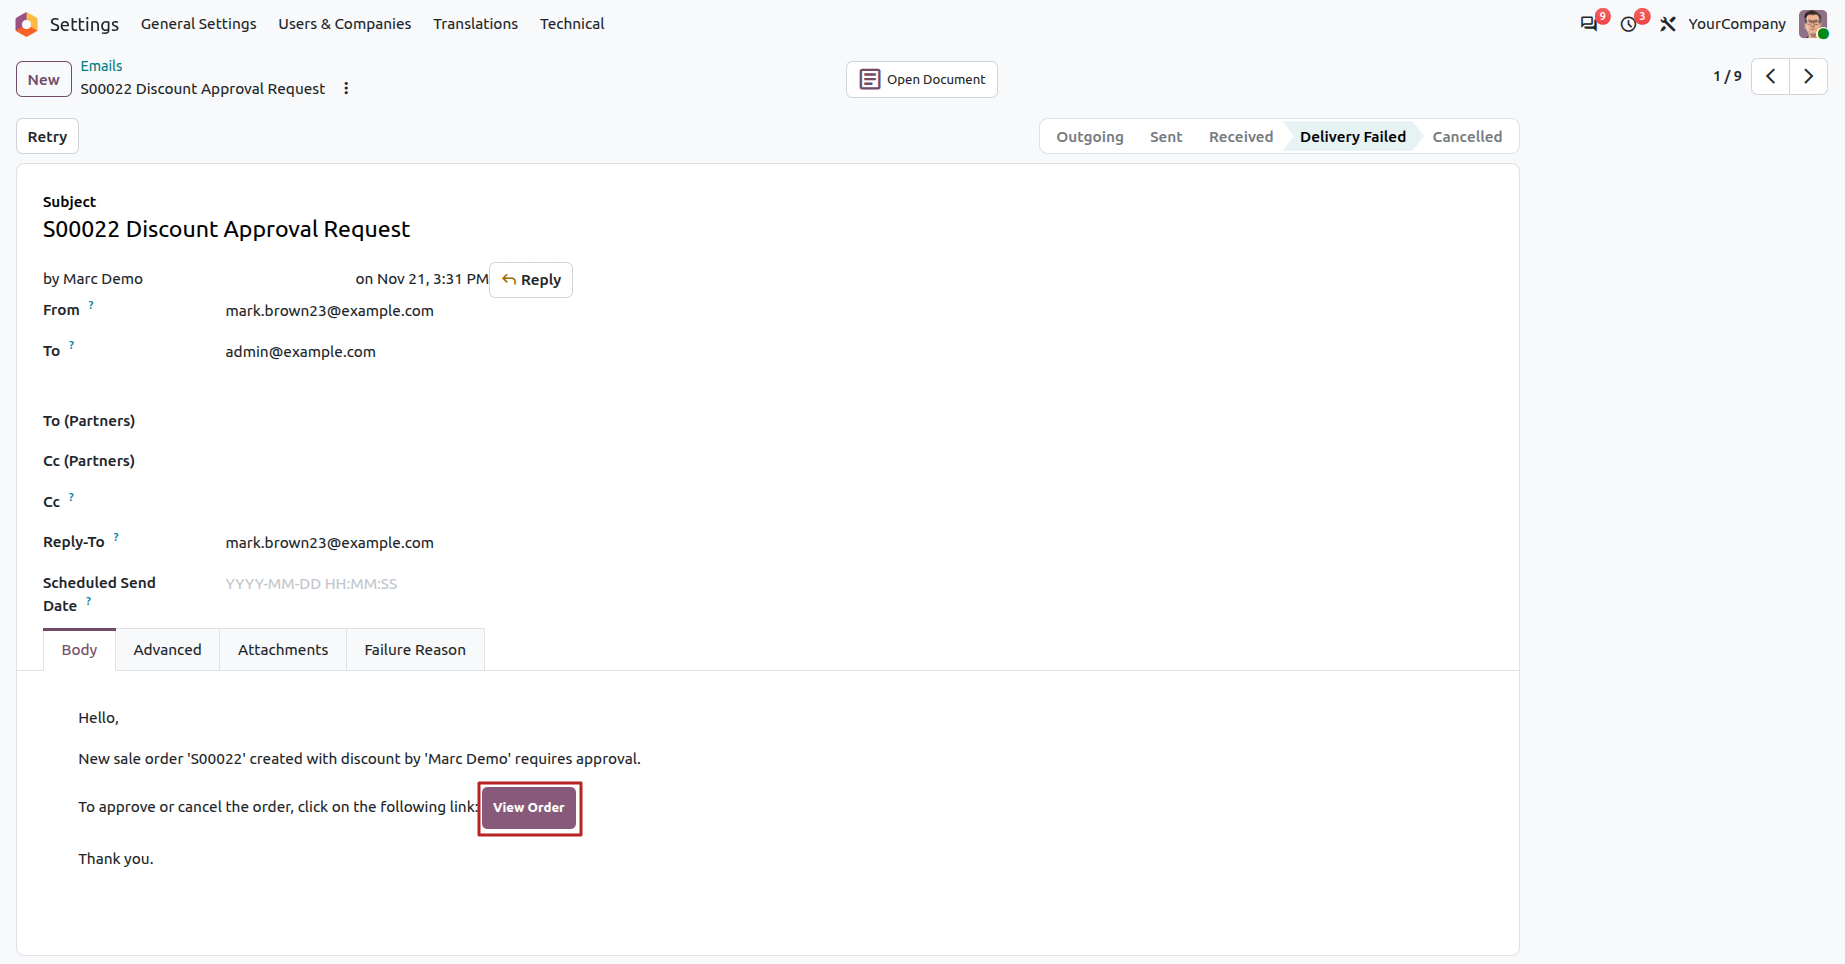 Settings General Settings Users & Companies Translations Technical 9 3 YourCompany
New Emails
S00022 Discount Approval Request
Open Document
1 / 9
Retry
Outgoing Sent Received Delivery Failed Cancelled
Subject
S00022 Discount Approval Request
by Marc Demo on Nov 21, 3:31 PM Reply
From ? mark.brown23@example.com
To ? admin@example.com
To (Partners)
Cc (Partners)
Cc ?
Reply-To ? mark.brown23@example.com
Scheduled Send YYYY-MM-DD HH:MM:SS
Date ?
Body Advanced Attachments Failure Reason
Hello,
New sale order 'S00022' created with discount by 'Marc Demo' requires approval.
To approve or cancel the order, click on the following link: View Order
Thank you.